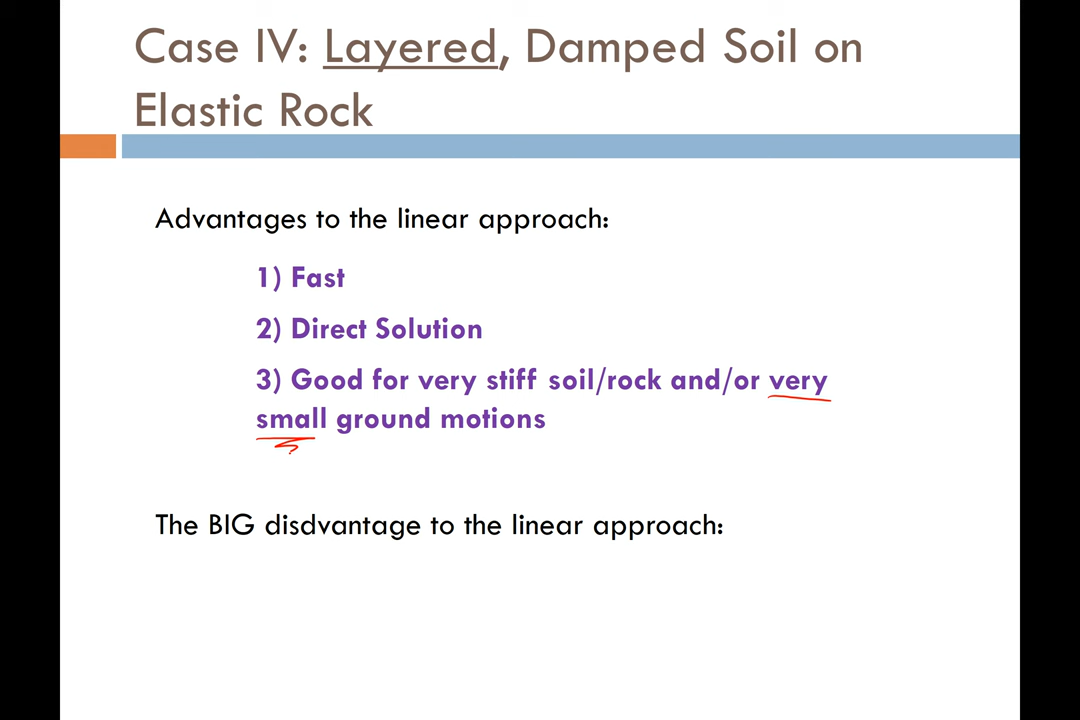 Case IV: Layered, Damped Soil on
Elastic Rock
Advantages to the linear approach:
1) Fast
2) Direct Solution
3) Good for very stiff soil/rock and/or very
small ground motions
The BIG disdvantage to the linear approach: